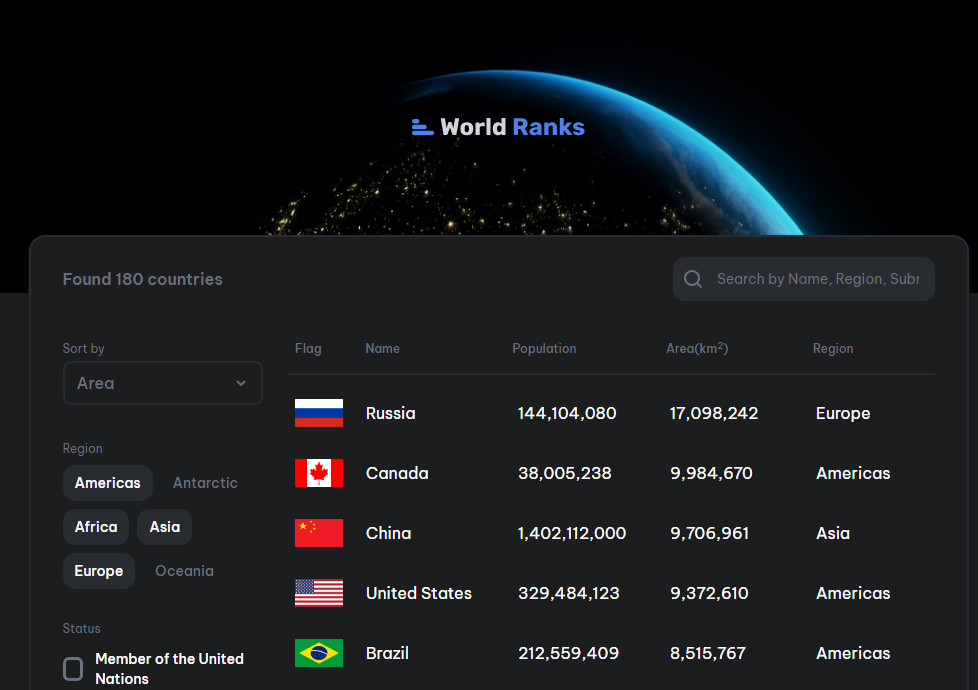 World Ranks
Found 180 countries
Search by Name, Region, Subr
Sort by
Area
Region
Americas Antarctic
Africa Asia
Europe Oceania
Status
Member of the United
Nations
Flag Name Population Area(km²) Region
Russia 144,104,080 17,098,242 Europe
Canada 38,005,238 9,984,670 Americas
China 1,402,112,000 9,706,961 Asia
United States 329,484,123 9,372,610 Americas
Brazil 212,559,409 8,515,767 Americas